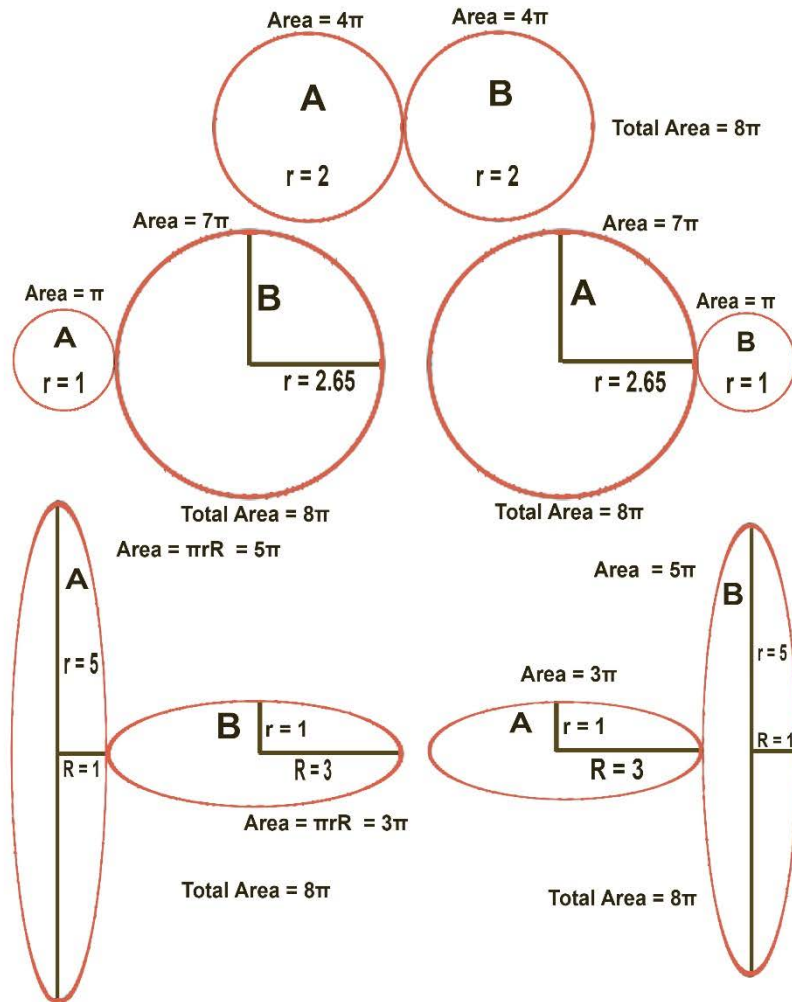 Area = 4π Area = 4π
A B
Total Area = 8π
r = 2 r = 2
Area = 7π Area = 7π
Area = π B A Area = π
A B
r = 1 r = 2.65 r = 2.65 r = 1
Total Area = 8π Total Area = 8π
Area = πrR = 5π
A Area = 5π
B
r = 5 r = 5
Area = 3π
B r = 1 A r = 1
R = 1 R = 3 R = 3 R = 1
Area = πrR = 3π
Total Area = 8π Total Area = 8π